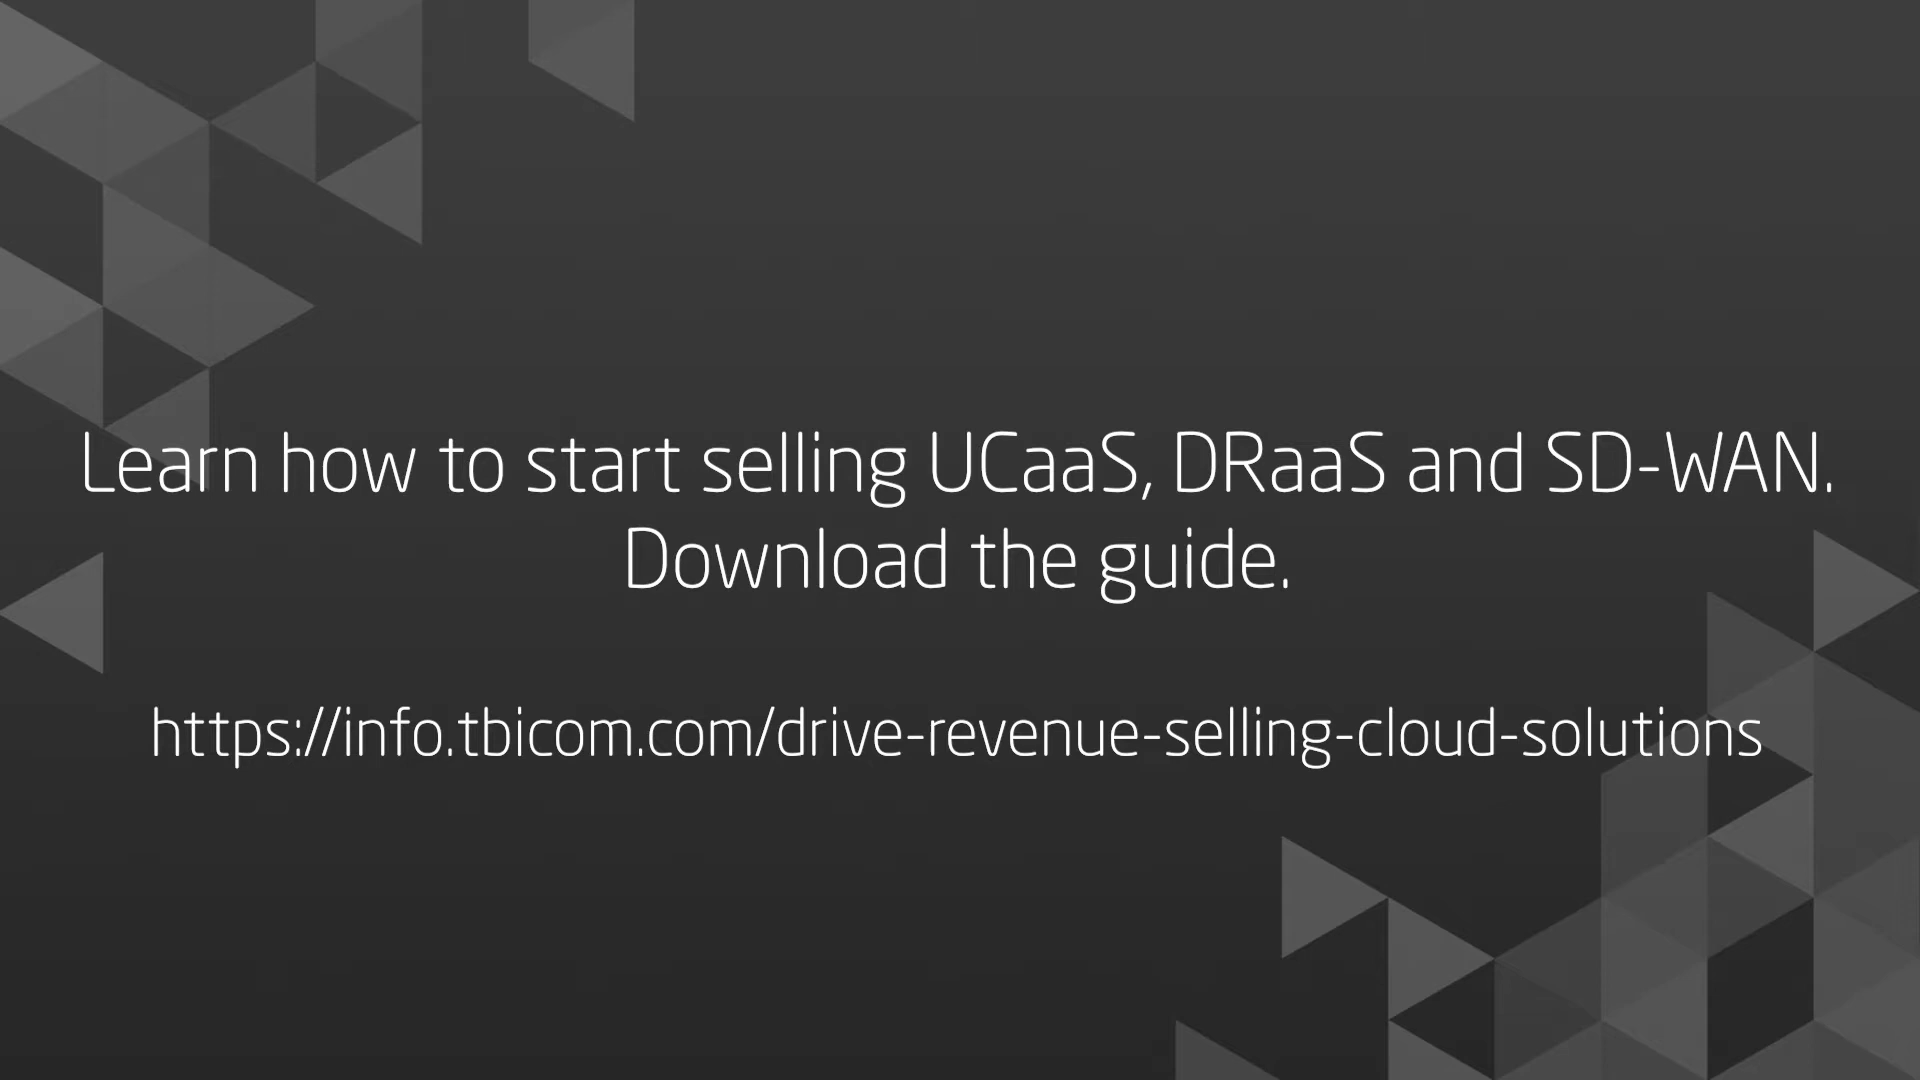 Learn how to start selling UCaaS, DRaaS and SD-WAN.
Download the guide.
https://info.tbicom.com/drive-revenue-selling-cloud-solutions